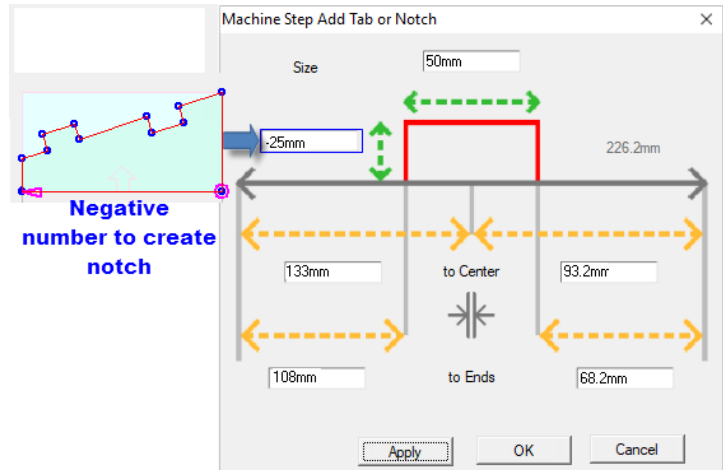 Machine Step Add Tab or Notch
Size
50mm
-25mm
226.2mm
Negative
number to create
notch
133mm
to Center
93.2mr
108mm
to Ends
68.2mm
Apply
OK
Cancel